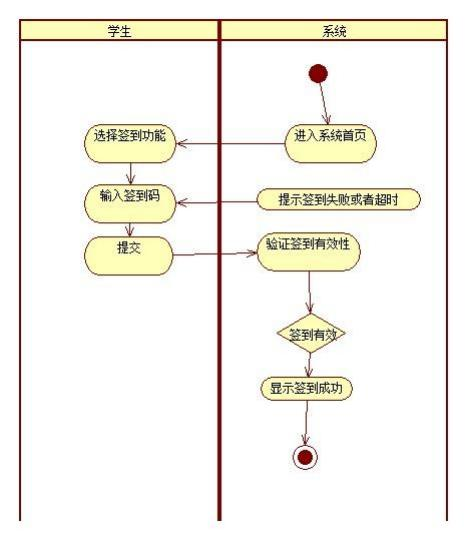 学生
系统
进入系统首页
选择签到功能
输入签到码
提示签到失败或者超时
提交
验证签到有效性
签到有效
显示签到成功